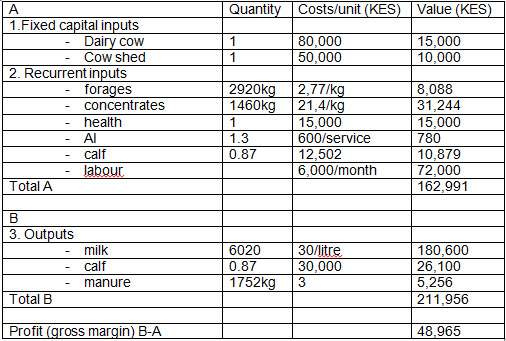 A Quantity Costs/unit (KES) Value (KES)
1.Fixed capital inputs
- Dairy cow 1 80,000 15,000
- Cow shed 1 50,000 10,000
2. Recurrent inputs
- forages 2920kg 2,77/kg 8,088
- concentrates 1460kg 21,4/kg 31,244
- health 1 15,000 15,000
- AI 1.3 600/service 780
- calf 0.87 12,502 10,879
- labour 6,000/month 72,000
Total A 162,991
B
3. Outputs
- milk 6020 30/litre 180,600
- calf 0.87 30,000 26,100
- manure 1752kg 3 5,256
Total B 211,956
Profit (gross margin) B-A 48,965